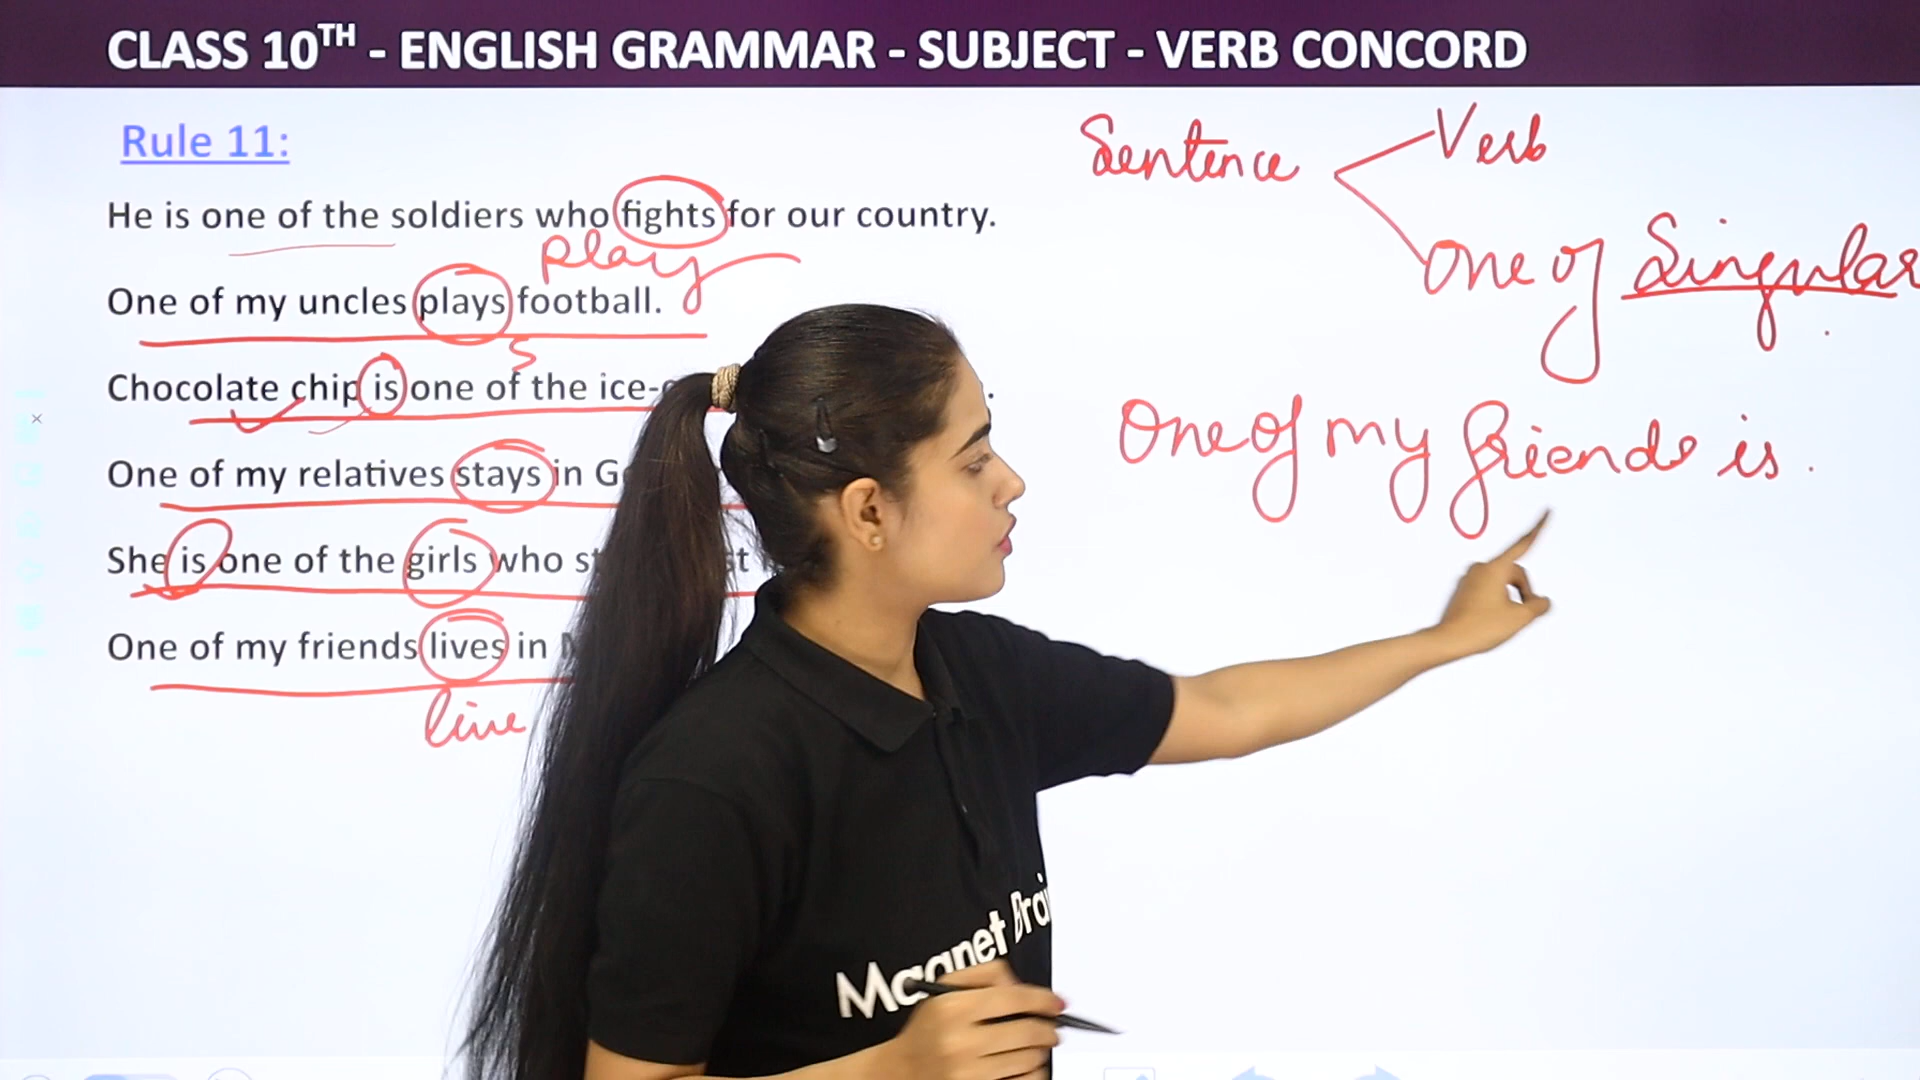 CLASS 10TH - ENGLISH GRAMMAR - SUBJECT - VERB CONCORD
Rule 11:
He is one of the soldiers who fights for our country.
play
One of my uncles plays football.
s
Chocolate chip is one of the ice-
One of my relatives stays in
She is one of the girls who
One of my friends lives in
live
Sentence
Verb
One of Singular
One of my friends is.
Magnet